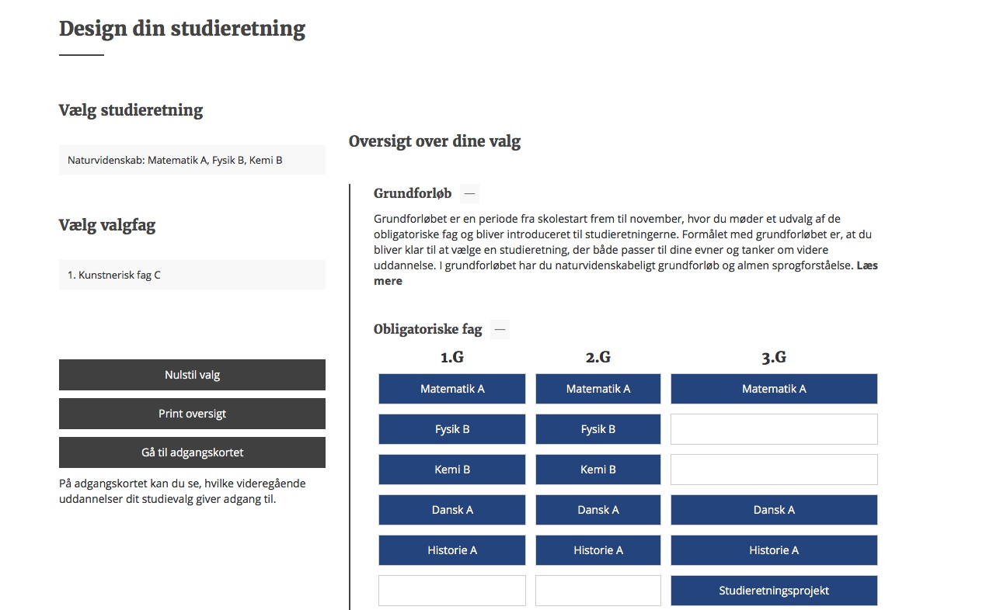 Design din studieretning
Vælg studieretning
Naturvidenskab: Matematik A, Fysik B, Kemi B
Vælg valgfag
1. Kunstnerisk fag C
Nulstil valg
Print oversigt
Gå til adgangskortet
På adgangskortet kan du se, hvilke videregående
uddannelser dit studievalg giver adgang til.
Oversigt over dine valg
Grundforløb —
Grundforløbet er en periode fra skolestart frem til november, hvor du møder et udvalg af de
obligatoriske fag og bliver introduceret til studieretningerne. Formålet med grundforløbet er, at du
bliver klar til at vælge en studieretning, der både passer til dine evner og tanker om videre
uddannelse. I grundforløbet har du naturvidenskabeligt grundforløb og almen sprogforståelse. Læs
mere
Obligatoriske fag —
1.G 2.G 3.G
Matematik A Matematik A Matematik A
Fysik B Fysik B
Kemi B Kemi B
Dansk A Dansk A Dansk A
Historie A Historie A Historie A
Studieretningsprojekt